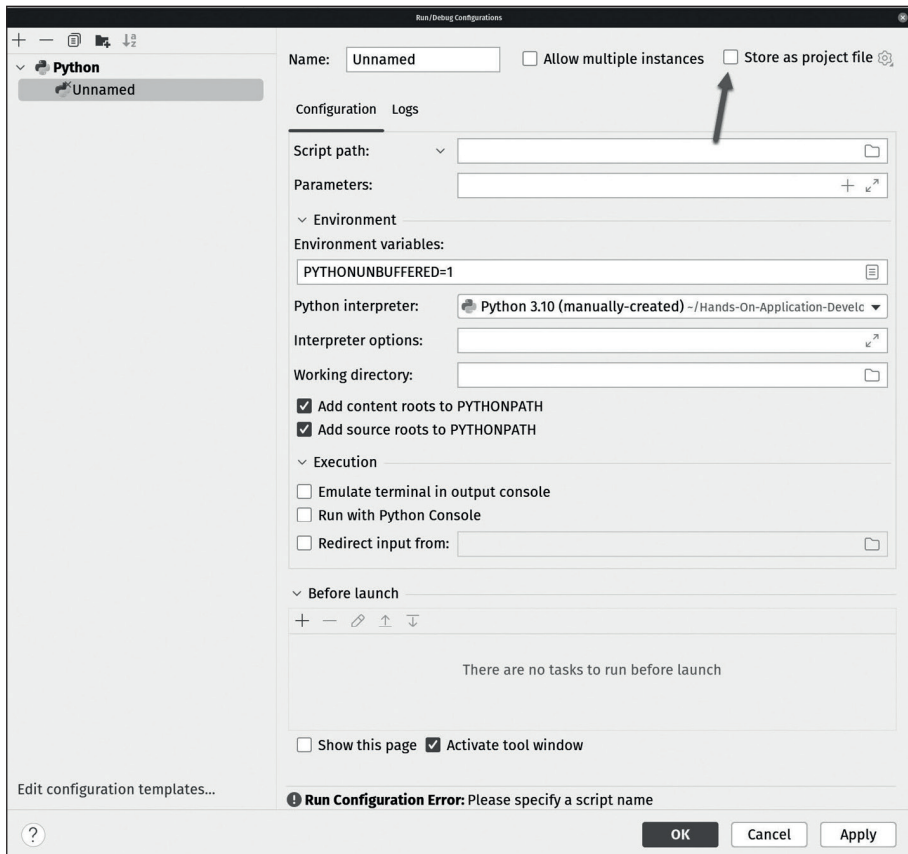 Run/Debug Configurations
Python
Unnamed
Name: Unnamed Allow multiple instances Store as project file
Configuration Logs
Script path:
Parameters:
Environment
Environment variables:
PYTHONUNBUFFERED=1
Python interpreter: Python 3.10 (manually-created) ~/Hands-On-Application-Develc
Interpreter options:
Working directory:
Add content roots to PYTHONPATH
Add source roots to PYTHONPATH
Execution
Emulate terminal in output console
Run with Python Console
Redirect input from:
Before launch
There are no tasks to run before launch
Show this page Activate tool window
Edit configuration templates...
Run Configuration Error: Please specify a script name
? OK Cancel Apply